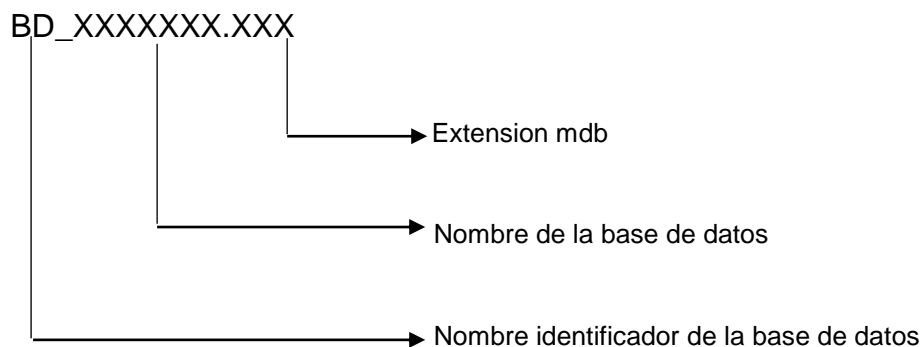 BD_XXXXXXX.XXX
Extension mdb
Nombre de la base de datos
Nombre identificador de la base de datos